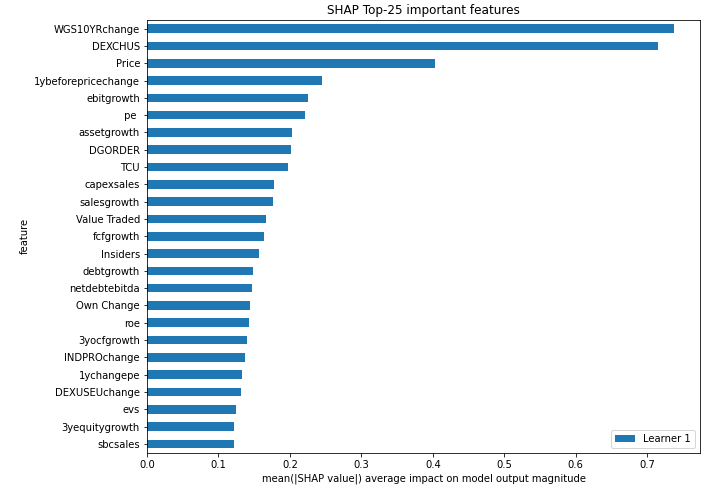 SHAP Top-25 important features
WGS10YRchange
DEXCHUS
Price
1ybeforepricechange
ebitgrowth
pe
assetgrowth
DGORDER
TCU
capexsales
salesgrowth
Value Traded
fcfgrowth
Insiders
debtgrowth
netdebtebitda
Own Change
roe
3yocfgrowth
INDPROchange
1ychangepe
DEXUSEUchange
evs
3yequitygrowth
sbcsales
feature
Learner 1
0.0 0.1 0.2 0.3 0.4 0.5 0.6 0.7
mean(|SHAP value|) average impact on model output magnitude